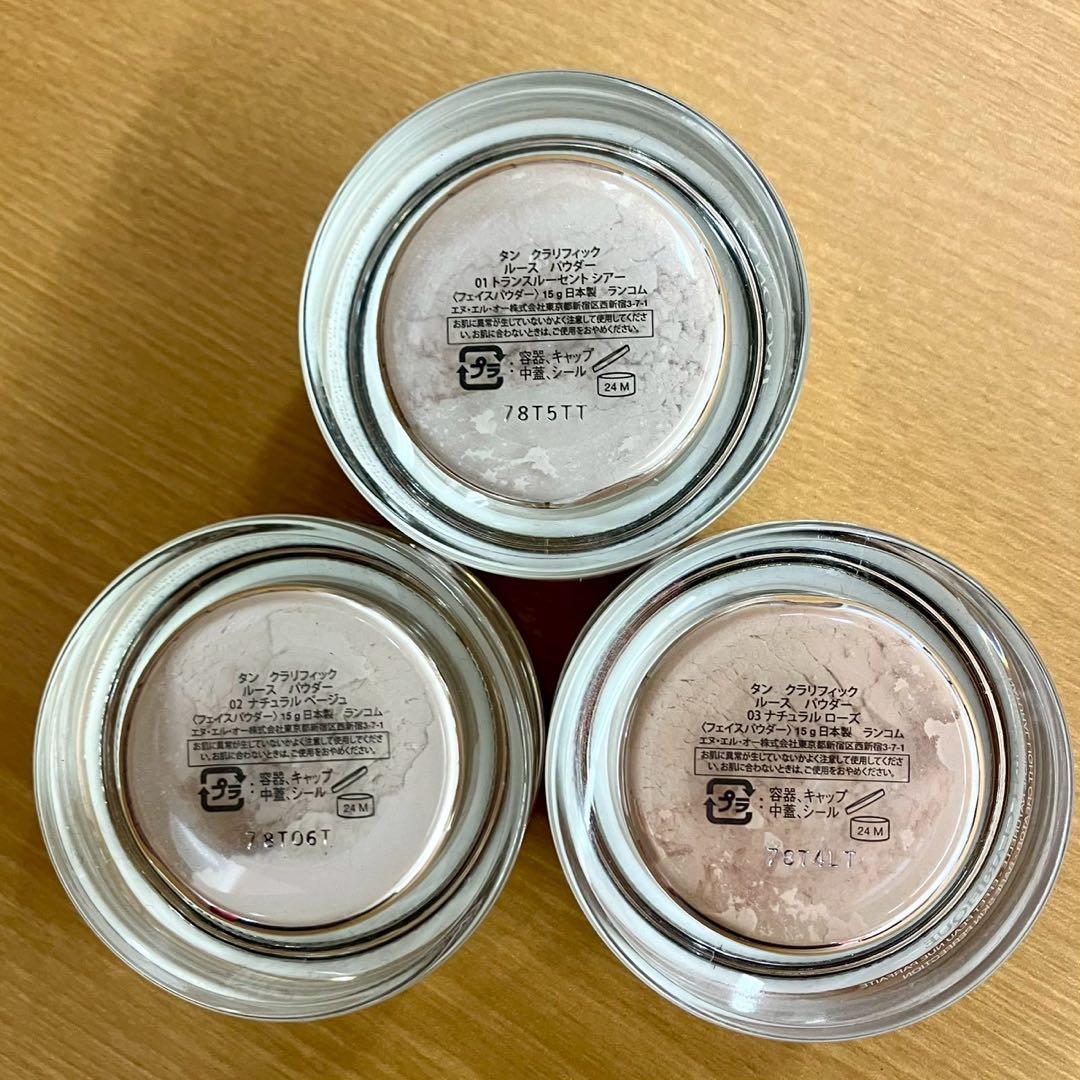 タン クラリフィック
ルース パウダー
01 トランスルーセント シアー
〈フェイスパウダー〉15g 日本製 ランコム
エヌ・エル・オー株式会社東京都新宿区西新宿3-7-1
お肌に異常が生じていないかよく注意して使用してくださ
い。お肌に合わないときは、ご使用をおやめください。
プラ : 容器、キャップ
中蓋、シール
24 M
78T5TT
タン クラリフィック
ルース パウダー
02 ナチュラル ベージュ
〈フェイスパウダー〉15g 日本製 ランコム
エヌ・エル・オー株式会社東京都新宿区西新宿3-7-1
お肌に異常が生じていないかよく注意して使用してください
。お肌に合わないときは、ご使用をおやめください。
プラ : 容器、キャップ
中蓋、シール
24 M
78T06T
タン クラリフィック
ルース パウダー
03 ナチュラル ローズ
〈フェイスパウダー〉15g 日本製 ランコム
エヌ・エル・オー株式会社東京都新宿区西新宿3-7-1
お肌に異常が生じていないかよく注意して使用してくださ
い。お肌に合わないときは、ご使用をおやめください。
プラ : 容器、キャップ
中蓋、シール
24 M
78T4LT